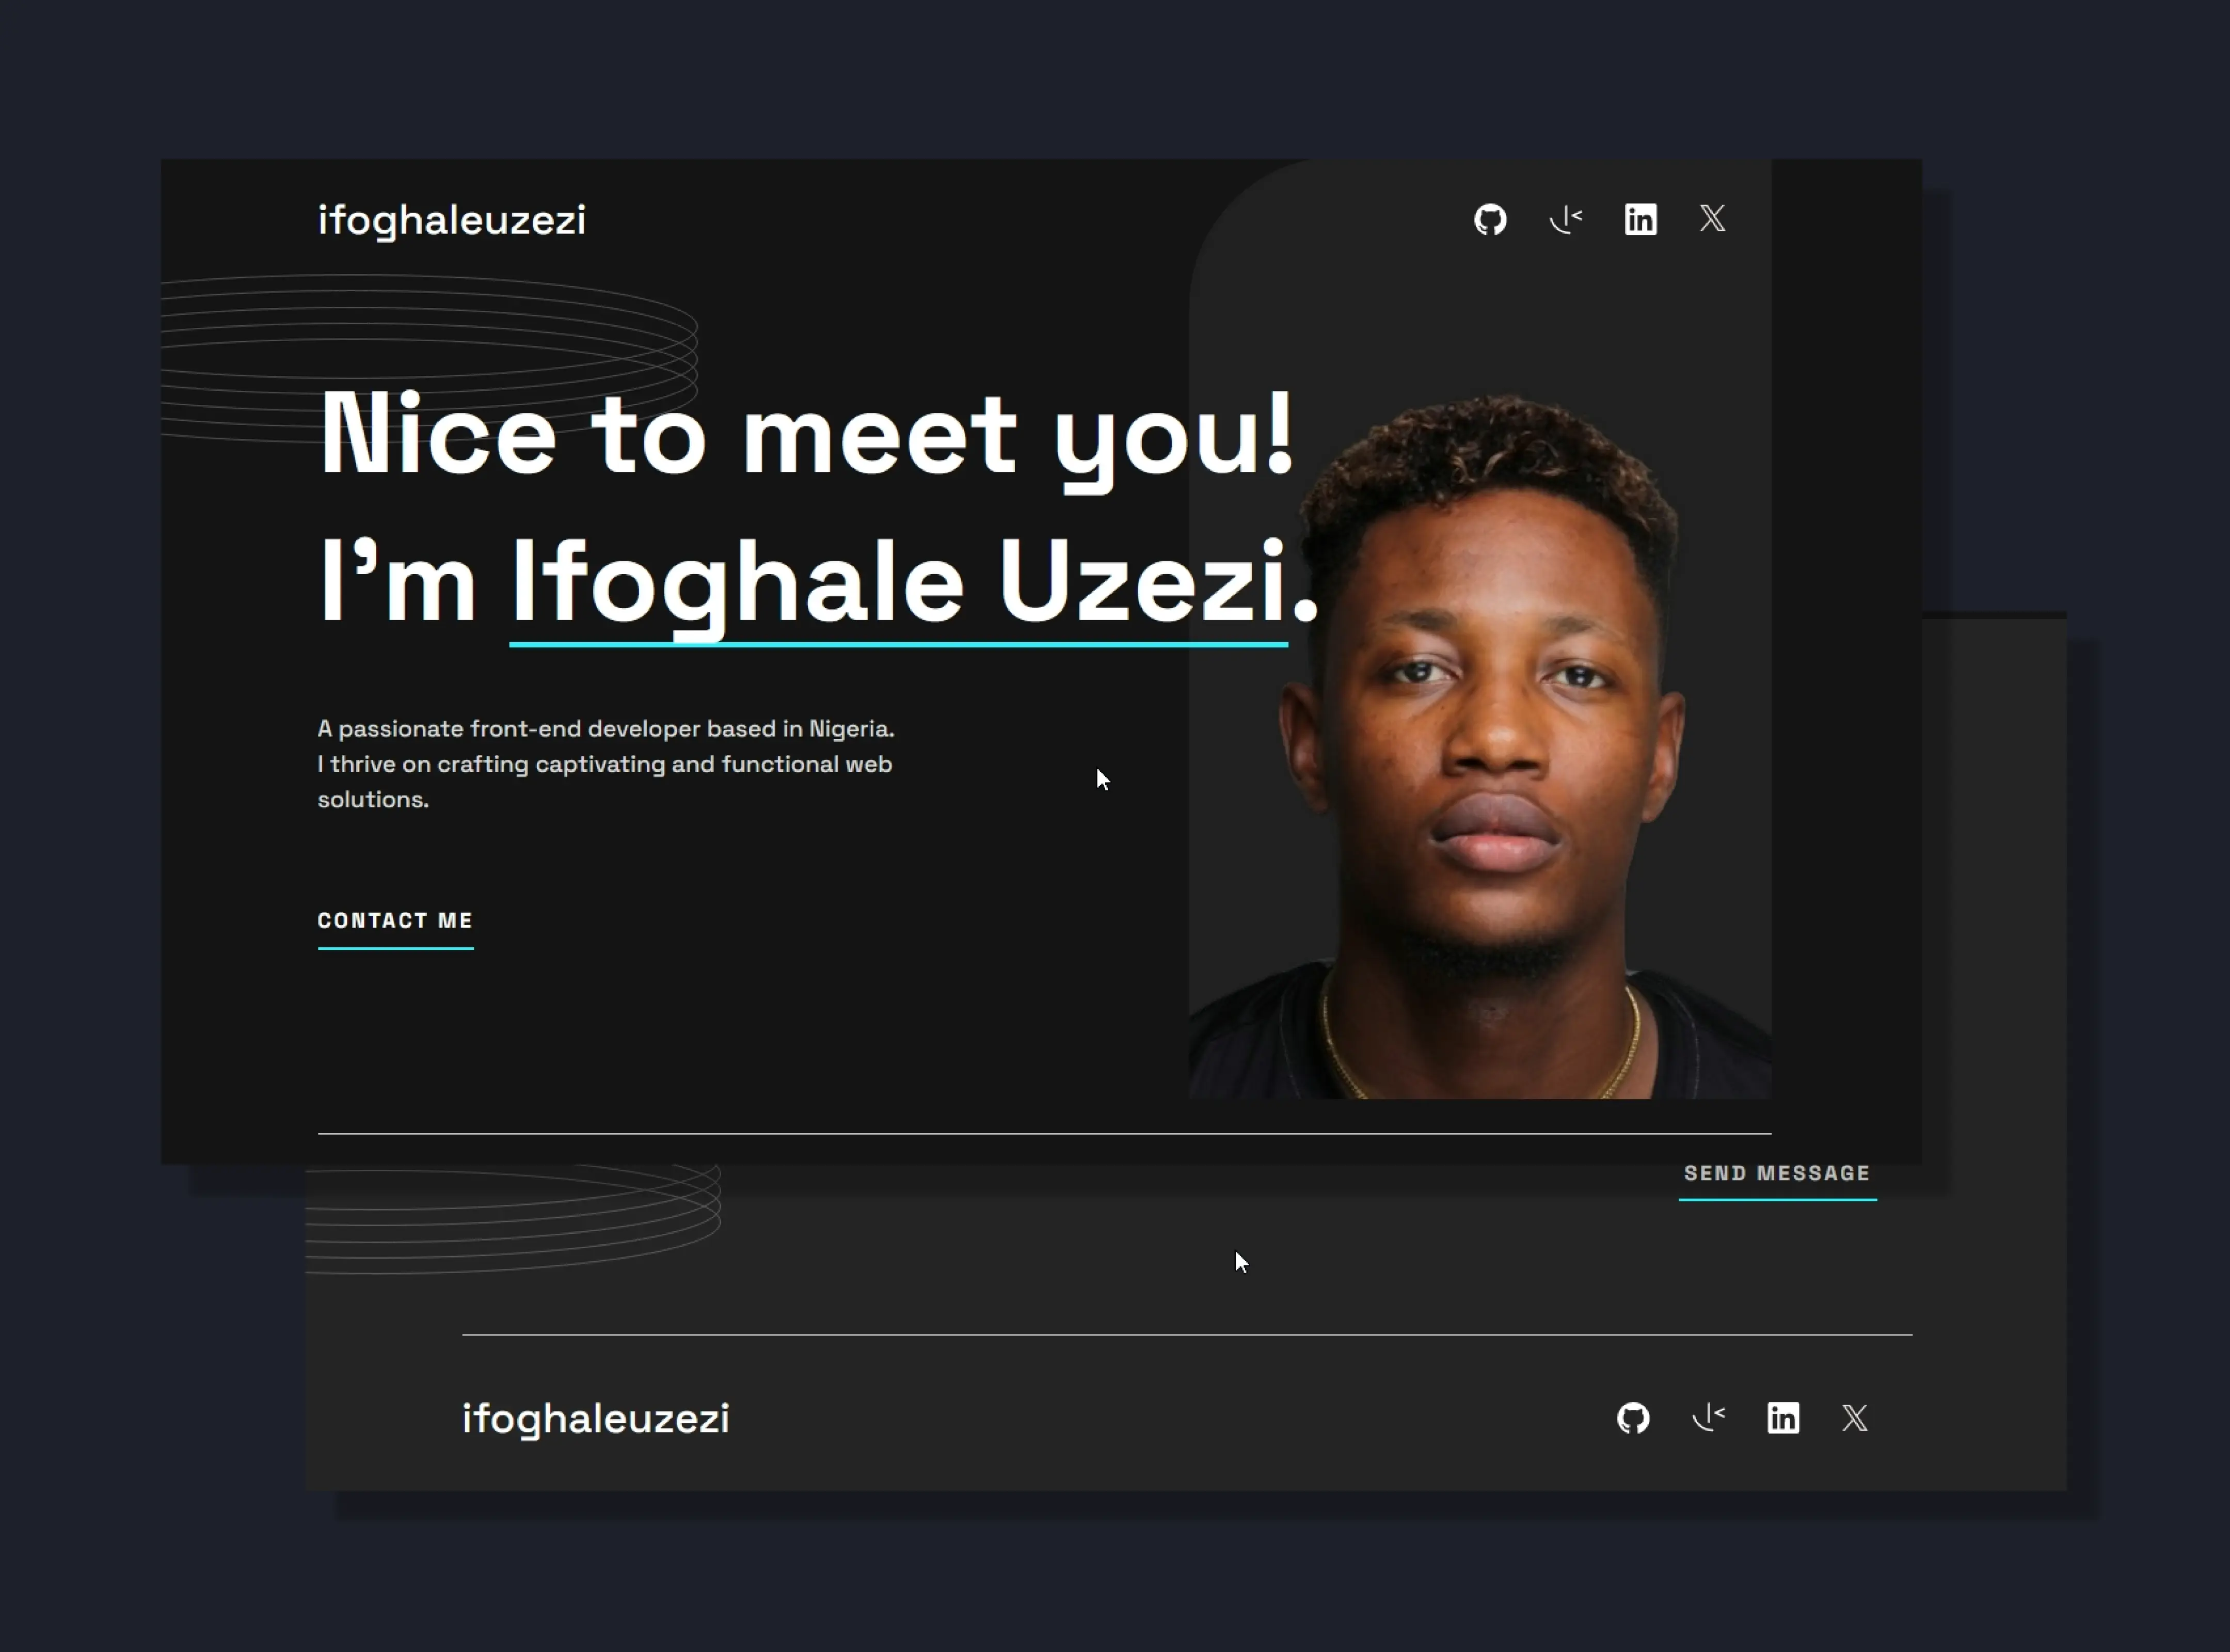 ifoghaleuzezi
Nice to meet you!
I’m Ifoghale Uzezi.
A passionate front-end developer based in Nigeria.
I thrive on crafting captivating and functional web
solutions.
CONTACT ME
SEND MESSAGE
ifoghaleuzezi